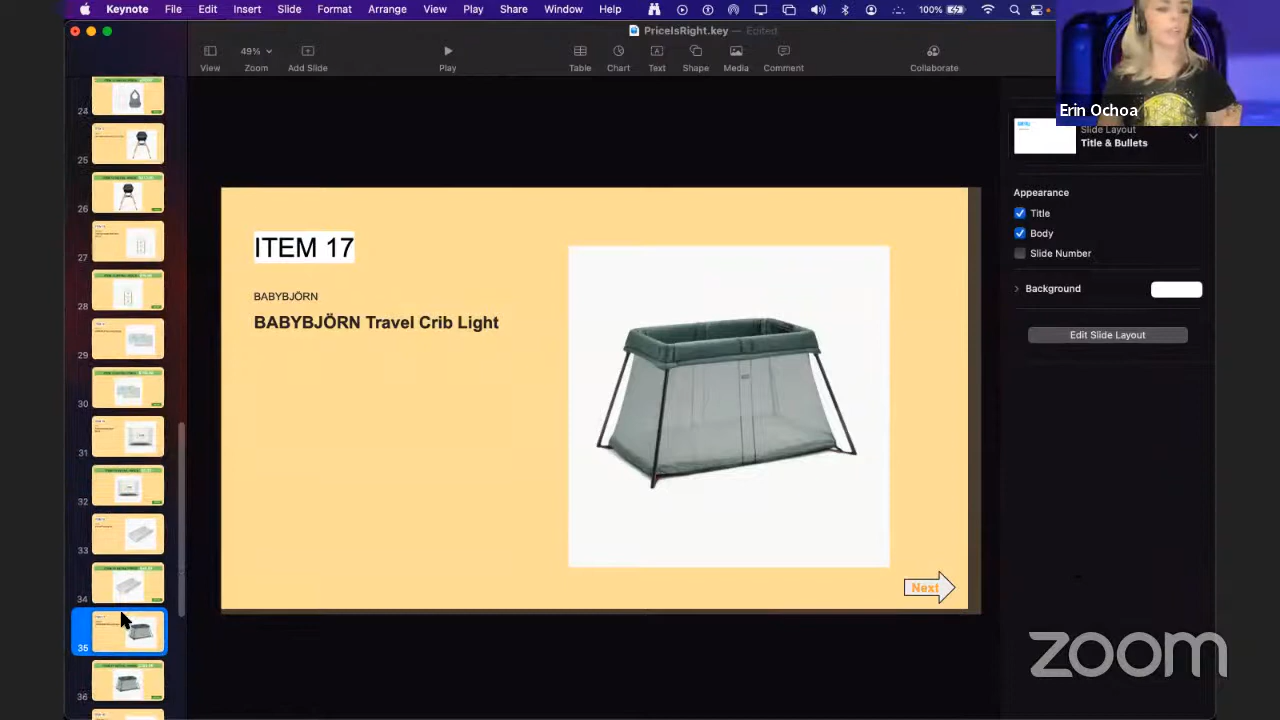 Keynote File Edit Insert Slide Format Arrange View Play Share Window Help 100%
PriceIsRight.key — Edited
49%
View Zoom Add Slide Play Table Chart Text Shape Media Comment Collaborate
Erin Ochoa
Slide Layout
Title & Bullets
Appearance
Title
Body
Slide Number
Background
Edit Slide Layout
24
25
26
27
28
29
30
31
32
33
34
35
36
ITEM 17
BABYBJÖRN
BABYBJÖRN Travel Crib Light
Next
zoom